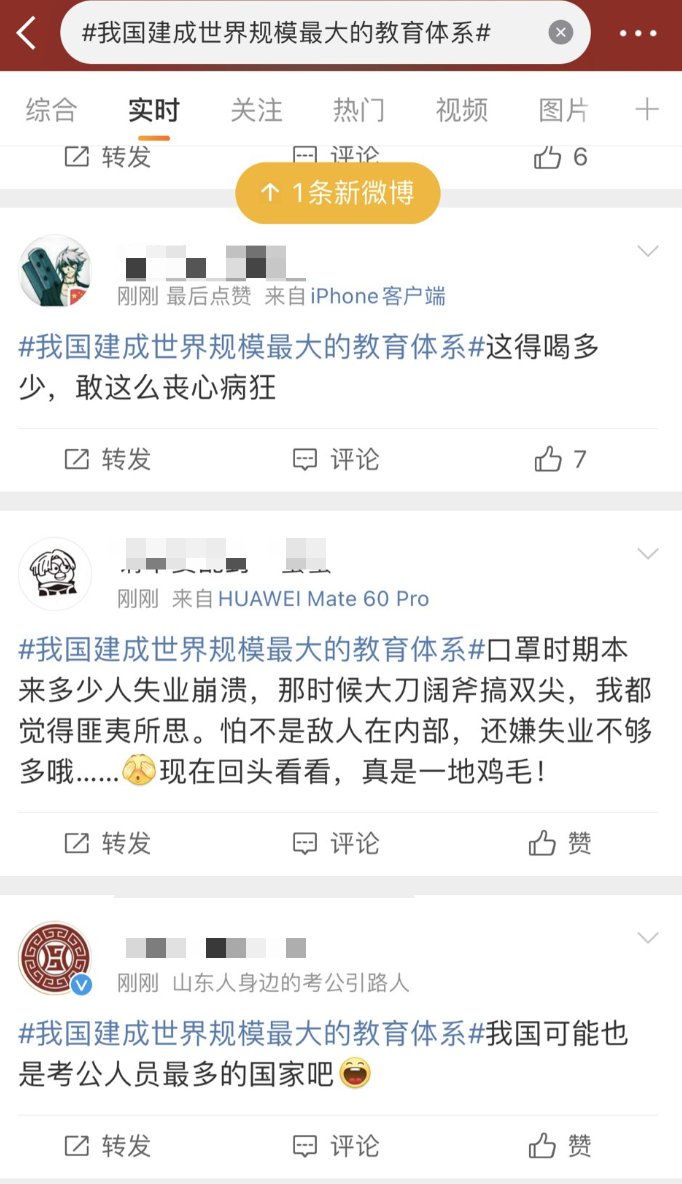 #我国建成世界规模最大的教育体系#
综合 实时 关注 热门 视频 图片
转发 评论 6
1条新微博
刚刚 最后点赞 来自iPhone客户端
#我国建成世界规模最大的教育体系#这得喝多
少，敢这么丧心病狂
转发 评论 7
刚刚 来自HUAWEI Mate 60 Pro
#我国建成世界规模最大的教育体系#口罩时期本
来多少人失业崩溃，那时候大刀阔斧搞双尖，我都
觉得匪夷所思。怕不是敌人在内部，还嫌失业不够
多哦......现在回头看看，真是一地鸡毛！
转发 评论 赞
刚刚 山东人身边的考公引路人
#我国建成世界规模最大的教育体系#我国可能也
是考公人员最多的国家吧
转发 评论 赞